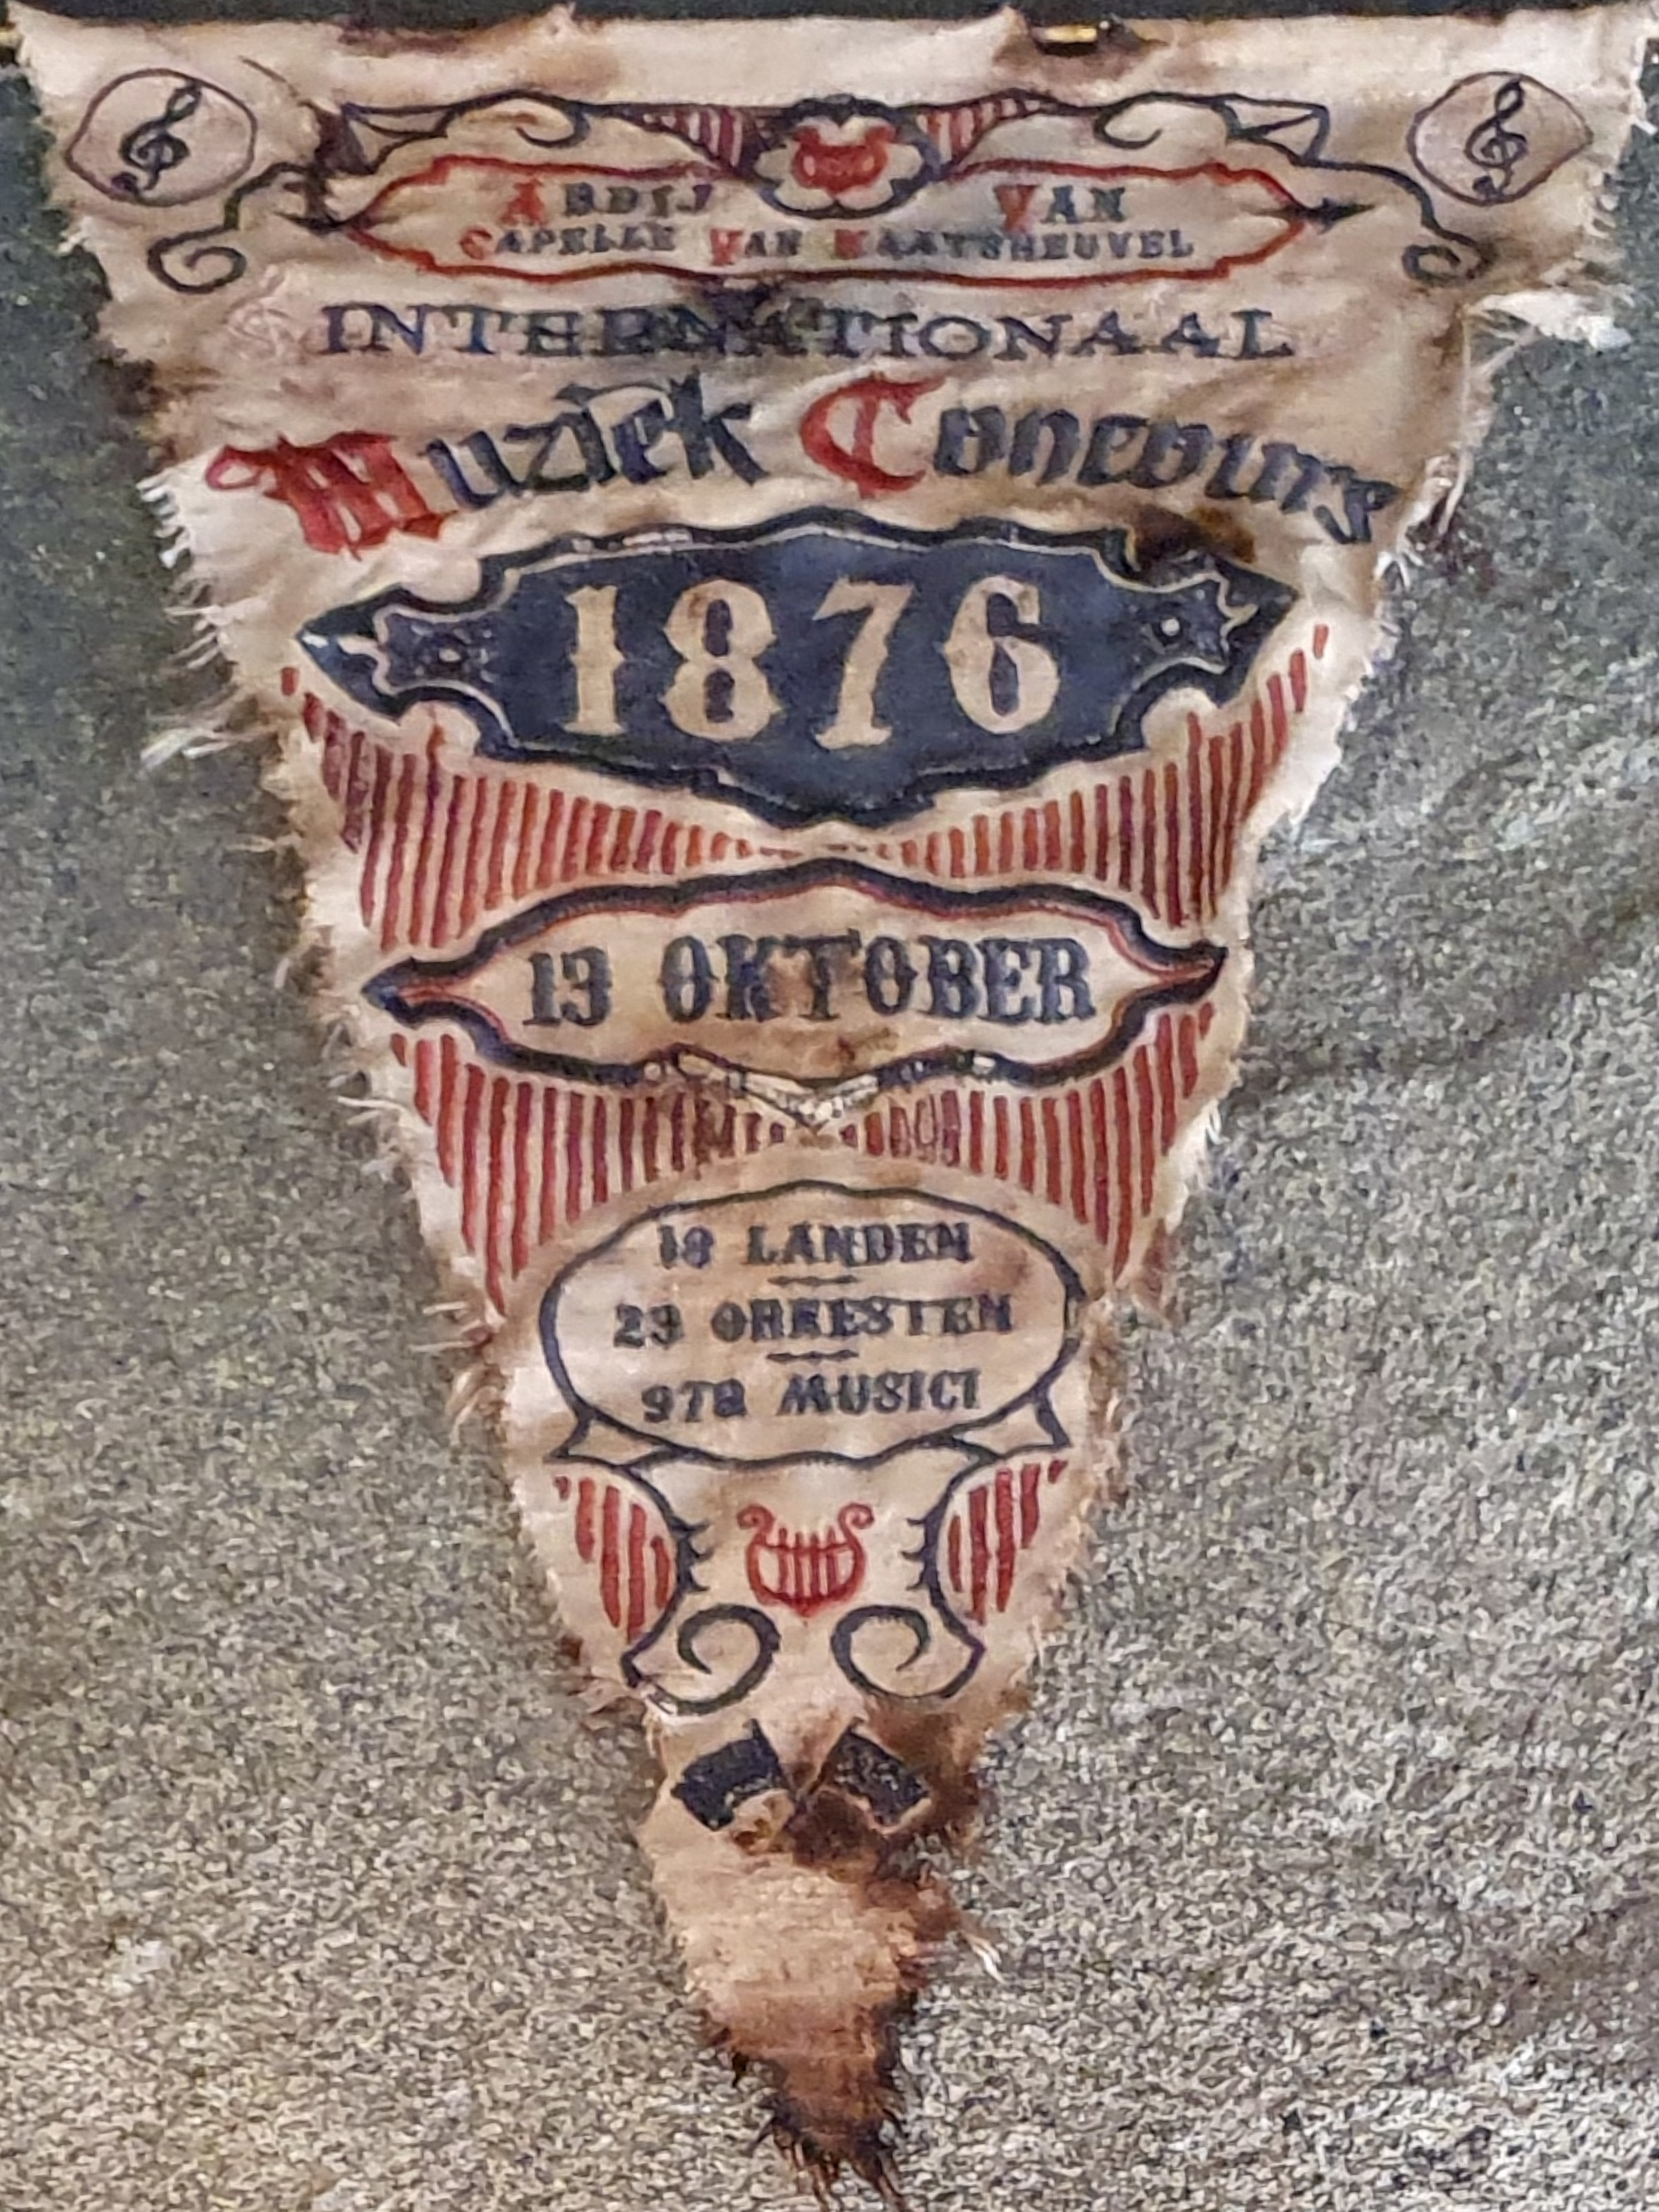 ABDIJ VAN
CAPELLE VAN KAATSHEUVEL
INTERNATIONAAL
Muziek Concours
1876
13 OKTOBER
18 LANDEN
23 ORKESTEN
978 MUSICI